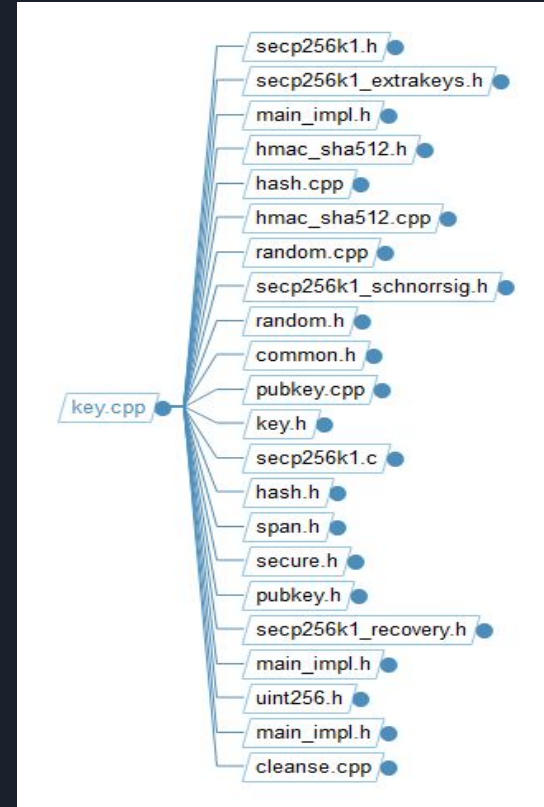 secp256k1.h
secp256k1_extrakeys.h
main_impl.h
hmac_sha512.h
hash.cpp
hmac_sha512.cpp
random.cpp
secp256k1_schnorrsig.h
random.h
common.h
pubkey.cpp
key.cpp
key.h
secp256k1.c
hash.h
span.h
secure.h
pubkey.h
secp256k1_recovery.h
main_impl.h
uint256.h
main_impl.h
cleanse.cpp